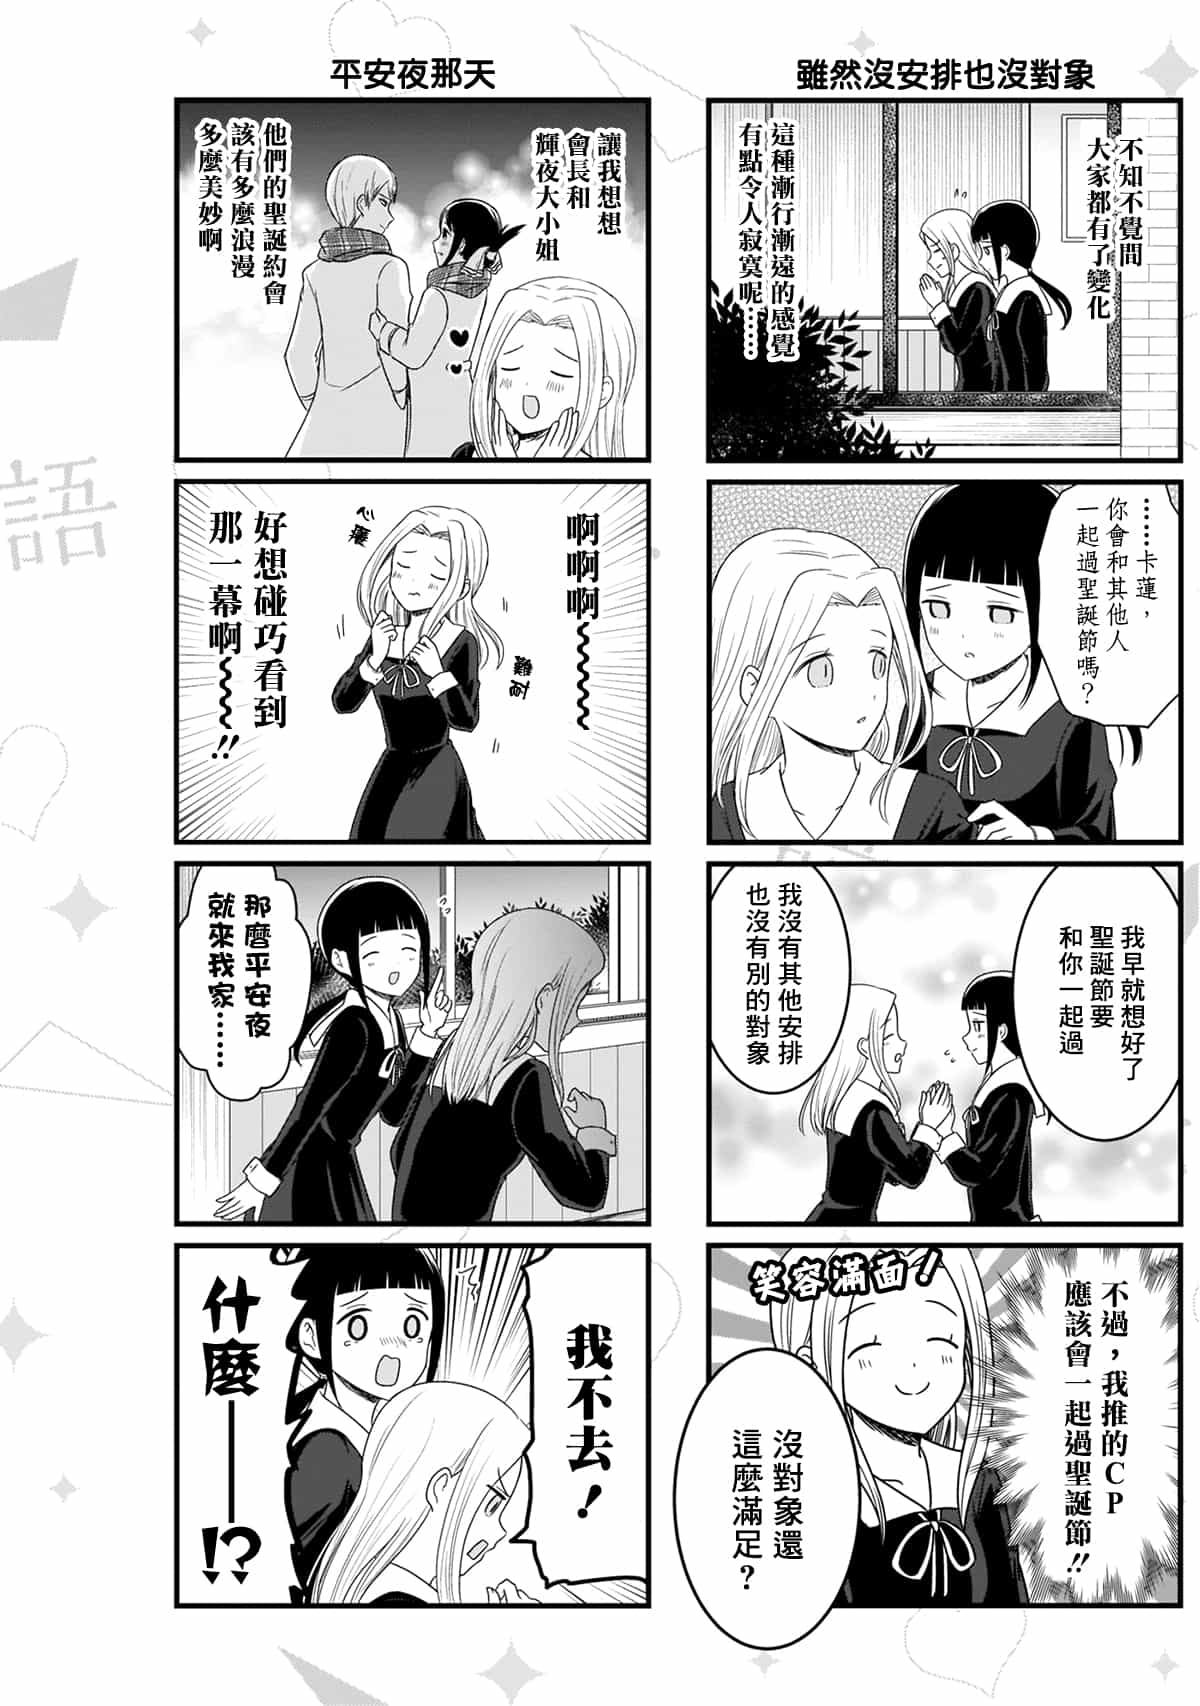 雖然沒安排也沒對象
不知不覺間
大家都有了變化
這種漸行漸遠的感覺
有點令人寂寞呢……
……卡蓮，
你會和其他人
一起過聖誕節嗎？
我早就想好了
聖誕節要
和你一起過
我沒有其他安排
也沒有別的對象
不過，我推的CP
應該會一起過聖誕節!!
笑容滿面！
沒對象還
這麼滿足？
平安夜那天
讓我想想
會長和
輝夜大小姐
他們的聖誕約會
該有多麼浪漫
多麼美妙啊
啊啊啊～
心癢
難耐
好想碰巧看到
那一幕啊～!!
那麼平安夜
就來我家……
我不去！
什麼——!?
語